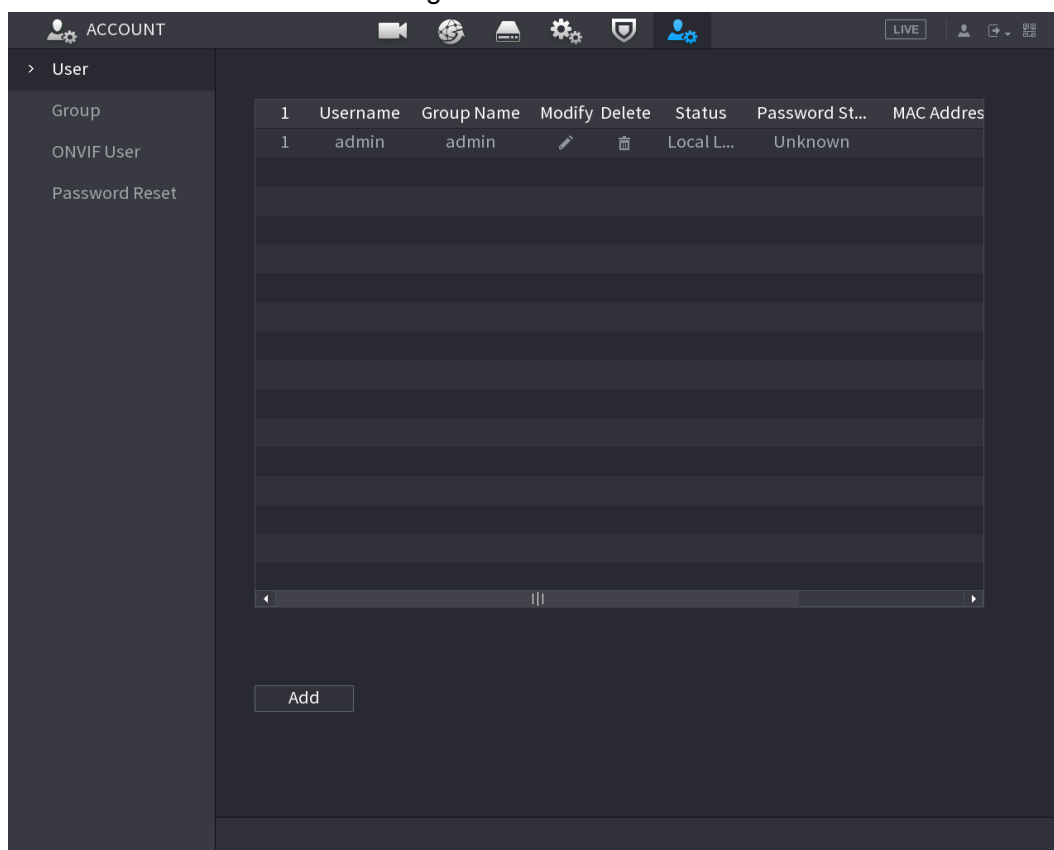 g
ACCOUNT
LIVE
> User
Group
ONVIF User
Password Reset
1 Username Group Name Modify Delete Status Password St... MAC Addres
1 admin admin Local L... Unknown
Add